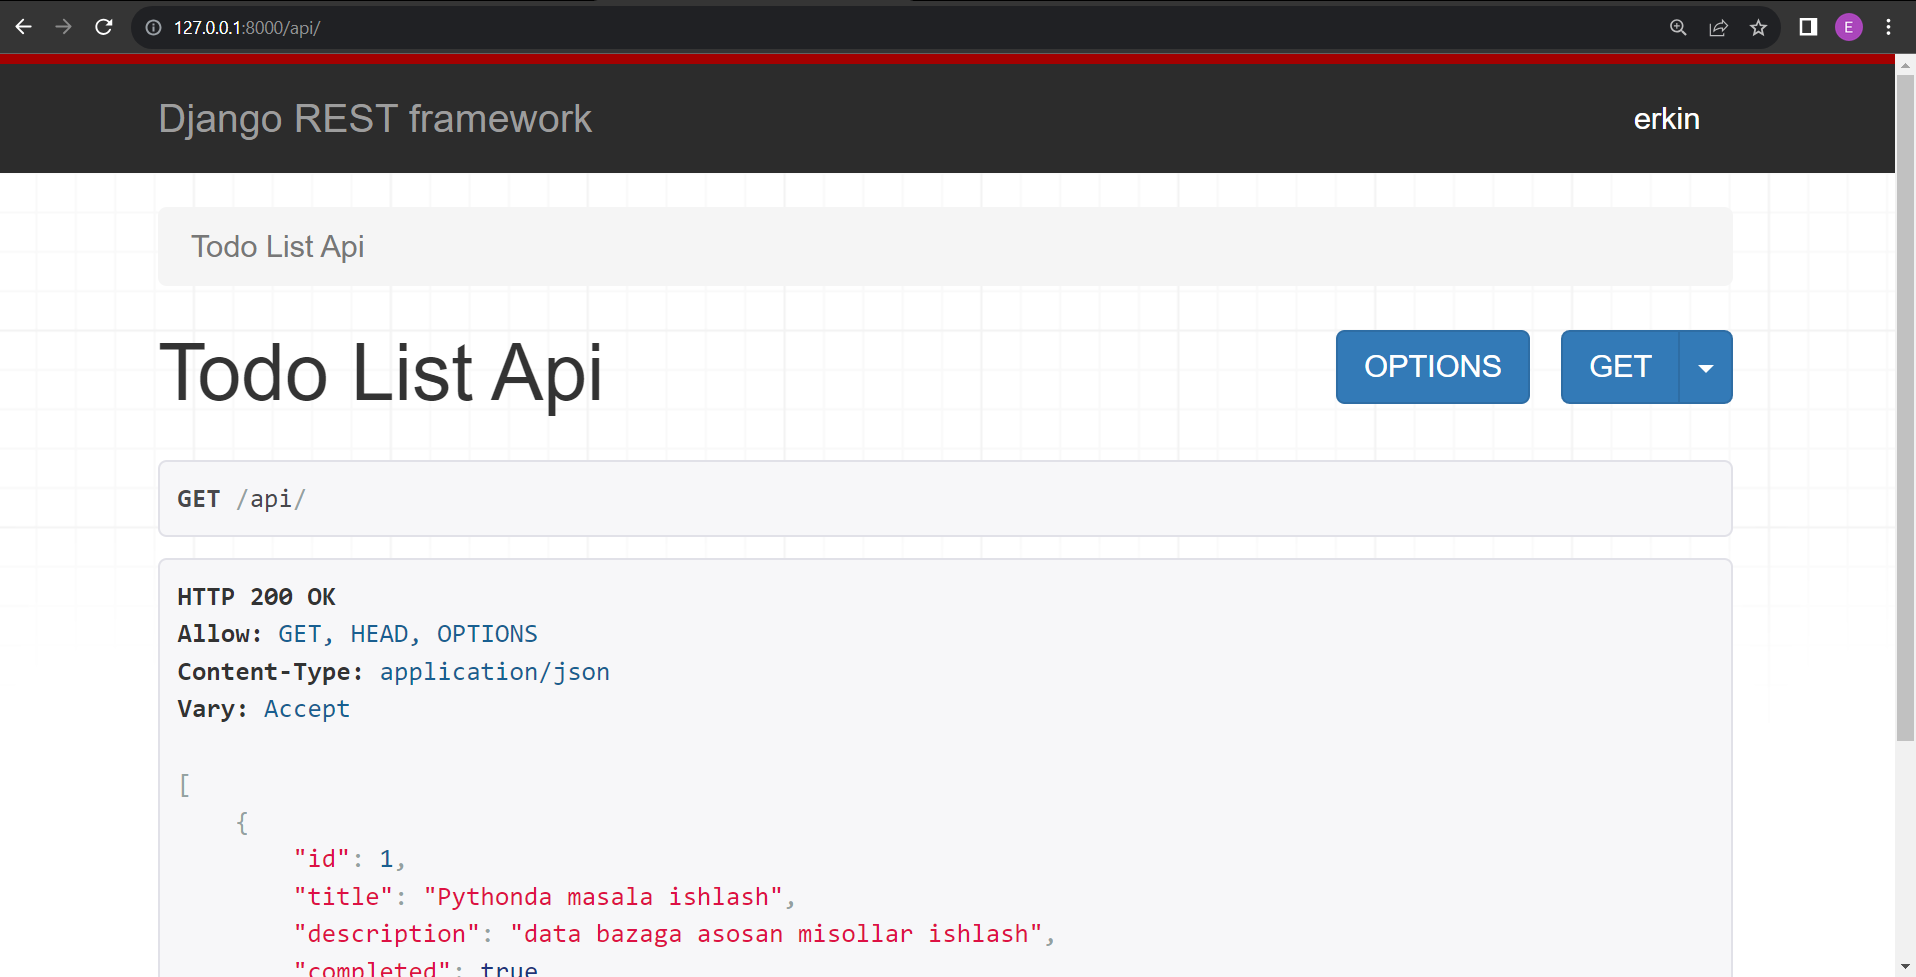 127.0.0.1:8000/api/
E
Django REST framework
erkin
Todo List Api
Todo List Api
OPTIONS
GET
GET /api/
HTTP 200 OK
Allow: GET, HEAD, OPTIONS
Content-Type: application/json
Vary: Accept
[
{
"id": 1,
"title": "Pythonda masala ishlash",
"description": "data bazaga asosan misollar ishlash",
"completed": true